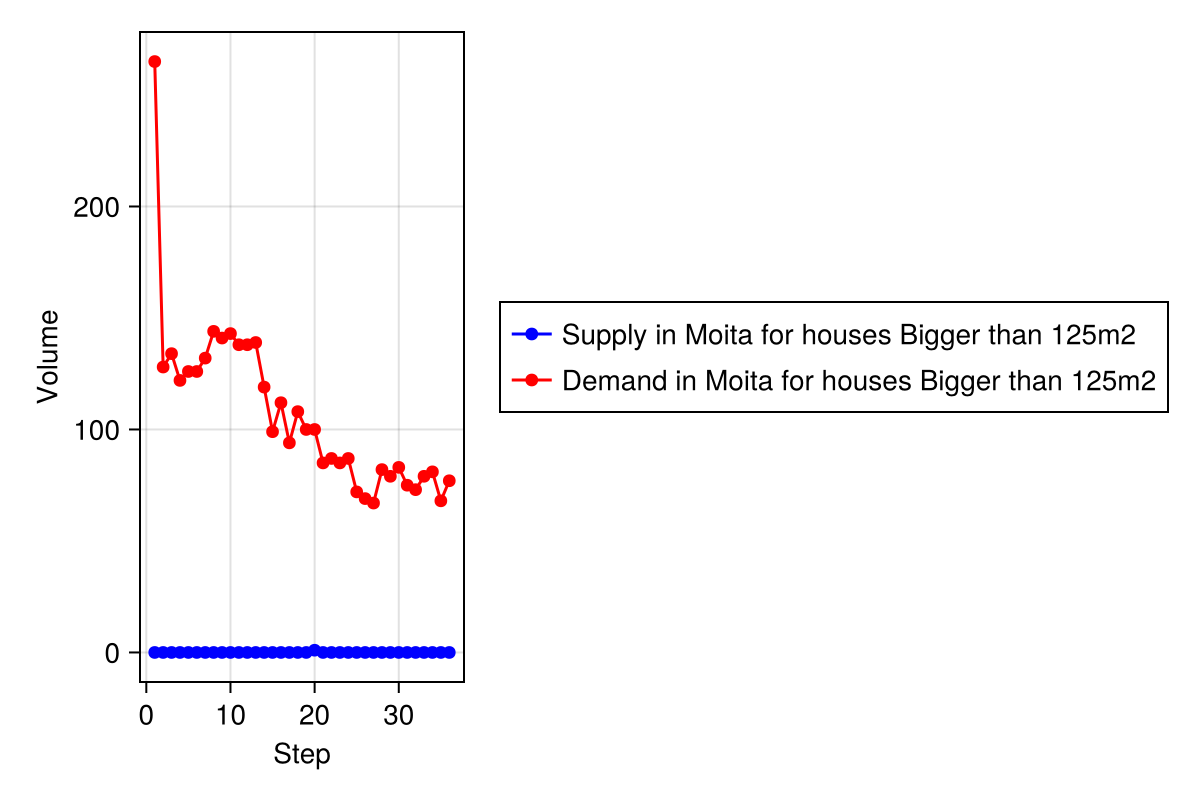 Volume
200
100
0
0 10 20 30
Step
Supply in Moita for houses Bigger than 125m2
Demand in Moita for houses Bigger than 125m2